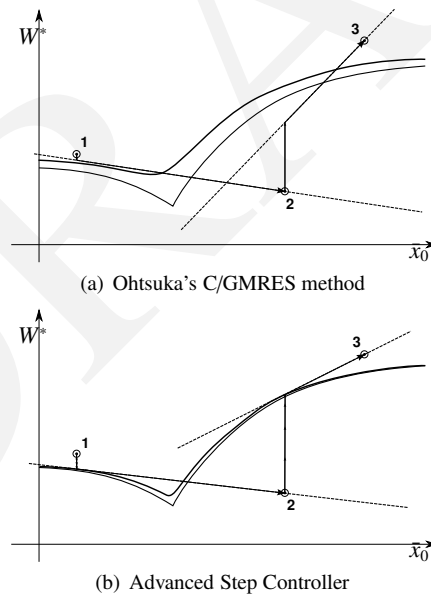 W*
3
1
2
x̄0
(a) Ohtsuka's C/GMRES method
W*
3
1
2
x̄0
(b) Advanced Step Controller